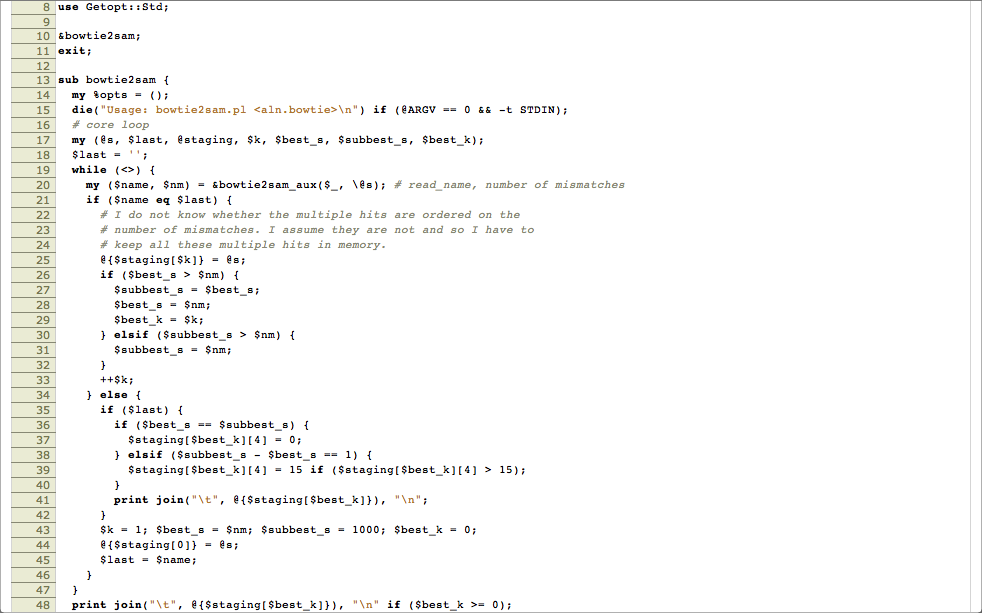 8 use Getopt::Std;
9
10 &bowtie2sam;
11 exit;
12
13 sub bowtie2sam {
14   my %opts = ();
15   die("Usage: bowtie2sam.pl <aln.bowtie>\n") if (@ARGV == 0 && -t STDIN);
16   # core loop
17   my (@s, $last, @staging, $k, $best_s, $subbest_s, $best_k);
18   $last = '';
19   while (<>) {
20     my ($name, $nm) = &bowtie2sam_aux($_, \@s); # read_name, number of mismatches
21     if ($name eq $last) {
22       # I do not know whether the multiple hits are ordered on the
23       # number of mismatches. I assume they are not and so I have to
24       # keep all these multiple hits in memory.
25       @{$staging[$k]} = @s;
26       if ($best_s > $nm) {
27         $subbest_s = $best_s;
28         $best_s = $nm;
29         $best_k = $k;
30       } elsif ($subbest_s > $nm) {
31         $subbest_s = $nm;
32       }
33       ++$k;
34     } else {
35       if ($last) {
36         if ($best_s == $subbest_s) {
37           $staging[$best_k][4] = 0;
38         } elsif ($subbest_s - $best_s == 1) {
39           $staging[$best_k][4] = 15 if ($staging[$best_k][4] > 15);
40         }
41         print join("\t", @{$staging[$best_k]}), "\n";
42       }
43       $k = 1; $best_s = $nm; $subbest_s = 1000; $best_k = 0;
44       @{$staging[0]} = @s;
45       $last = $name;
46     }
47   }
48   print join("\t", @{$staging[$best_k]}), "\n" if ($best_k >= 0);